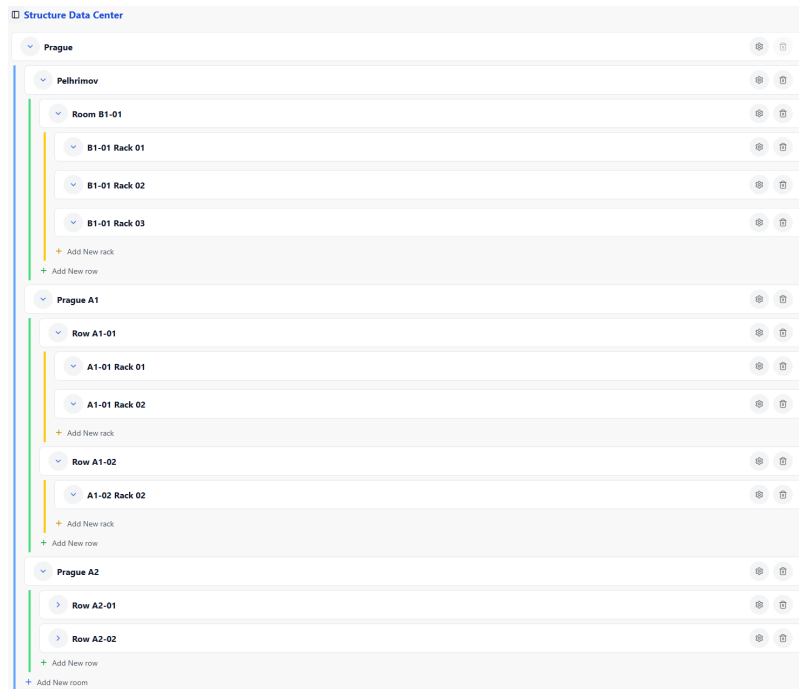 Structure Data Center
Prague
Pelhrimov
Room B1-01
B1-01 Rack 01
B1-01 Rack 02
B1-01 Rack 03
+ Add New rack
+ Add New row
Prague A1
Row A1-01
A1-01 Rack 01
A1-01 Rack 02
+ Add New rack
Row A1-02
A1-02 Rack 02
+ Add New rack
+ Add New row
Prague A2
Row A2-01
Row A2-02
+ Add New row
+ Add New room